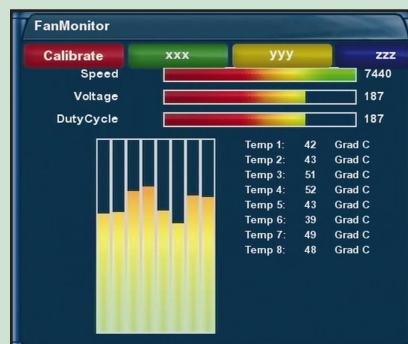 FanMonitor
Calibrate xxx yyy zzz
Speed 7440
Voltage 187
DutyCycle 187
Temp 1: 42 Grad C
Temp 2: 43 Grad C
Temp 3: 51 Grad C
Temp 4: 52 Grad C
Temp 5: 43 Grad C
Temp 6: 39 Grad C
Temp 7: 49 Grad C
Temp 8: 48 Grad C